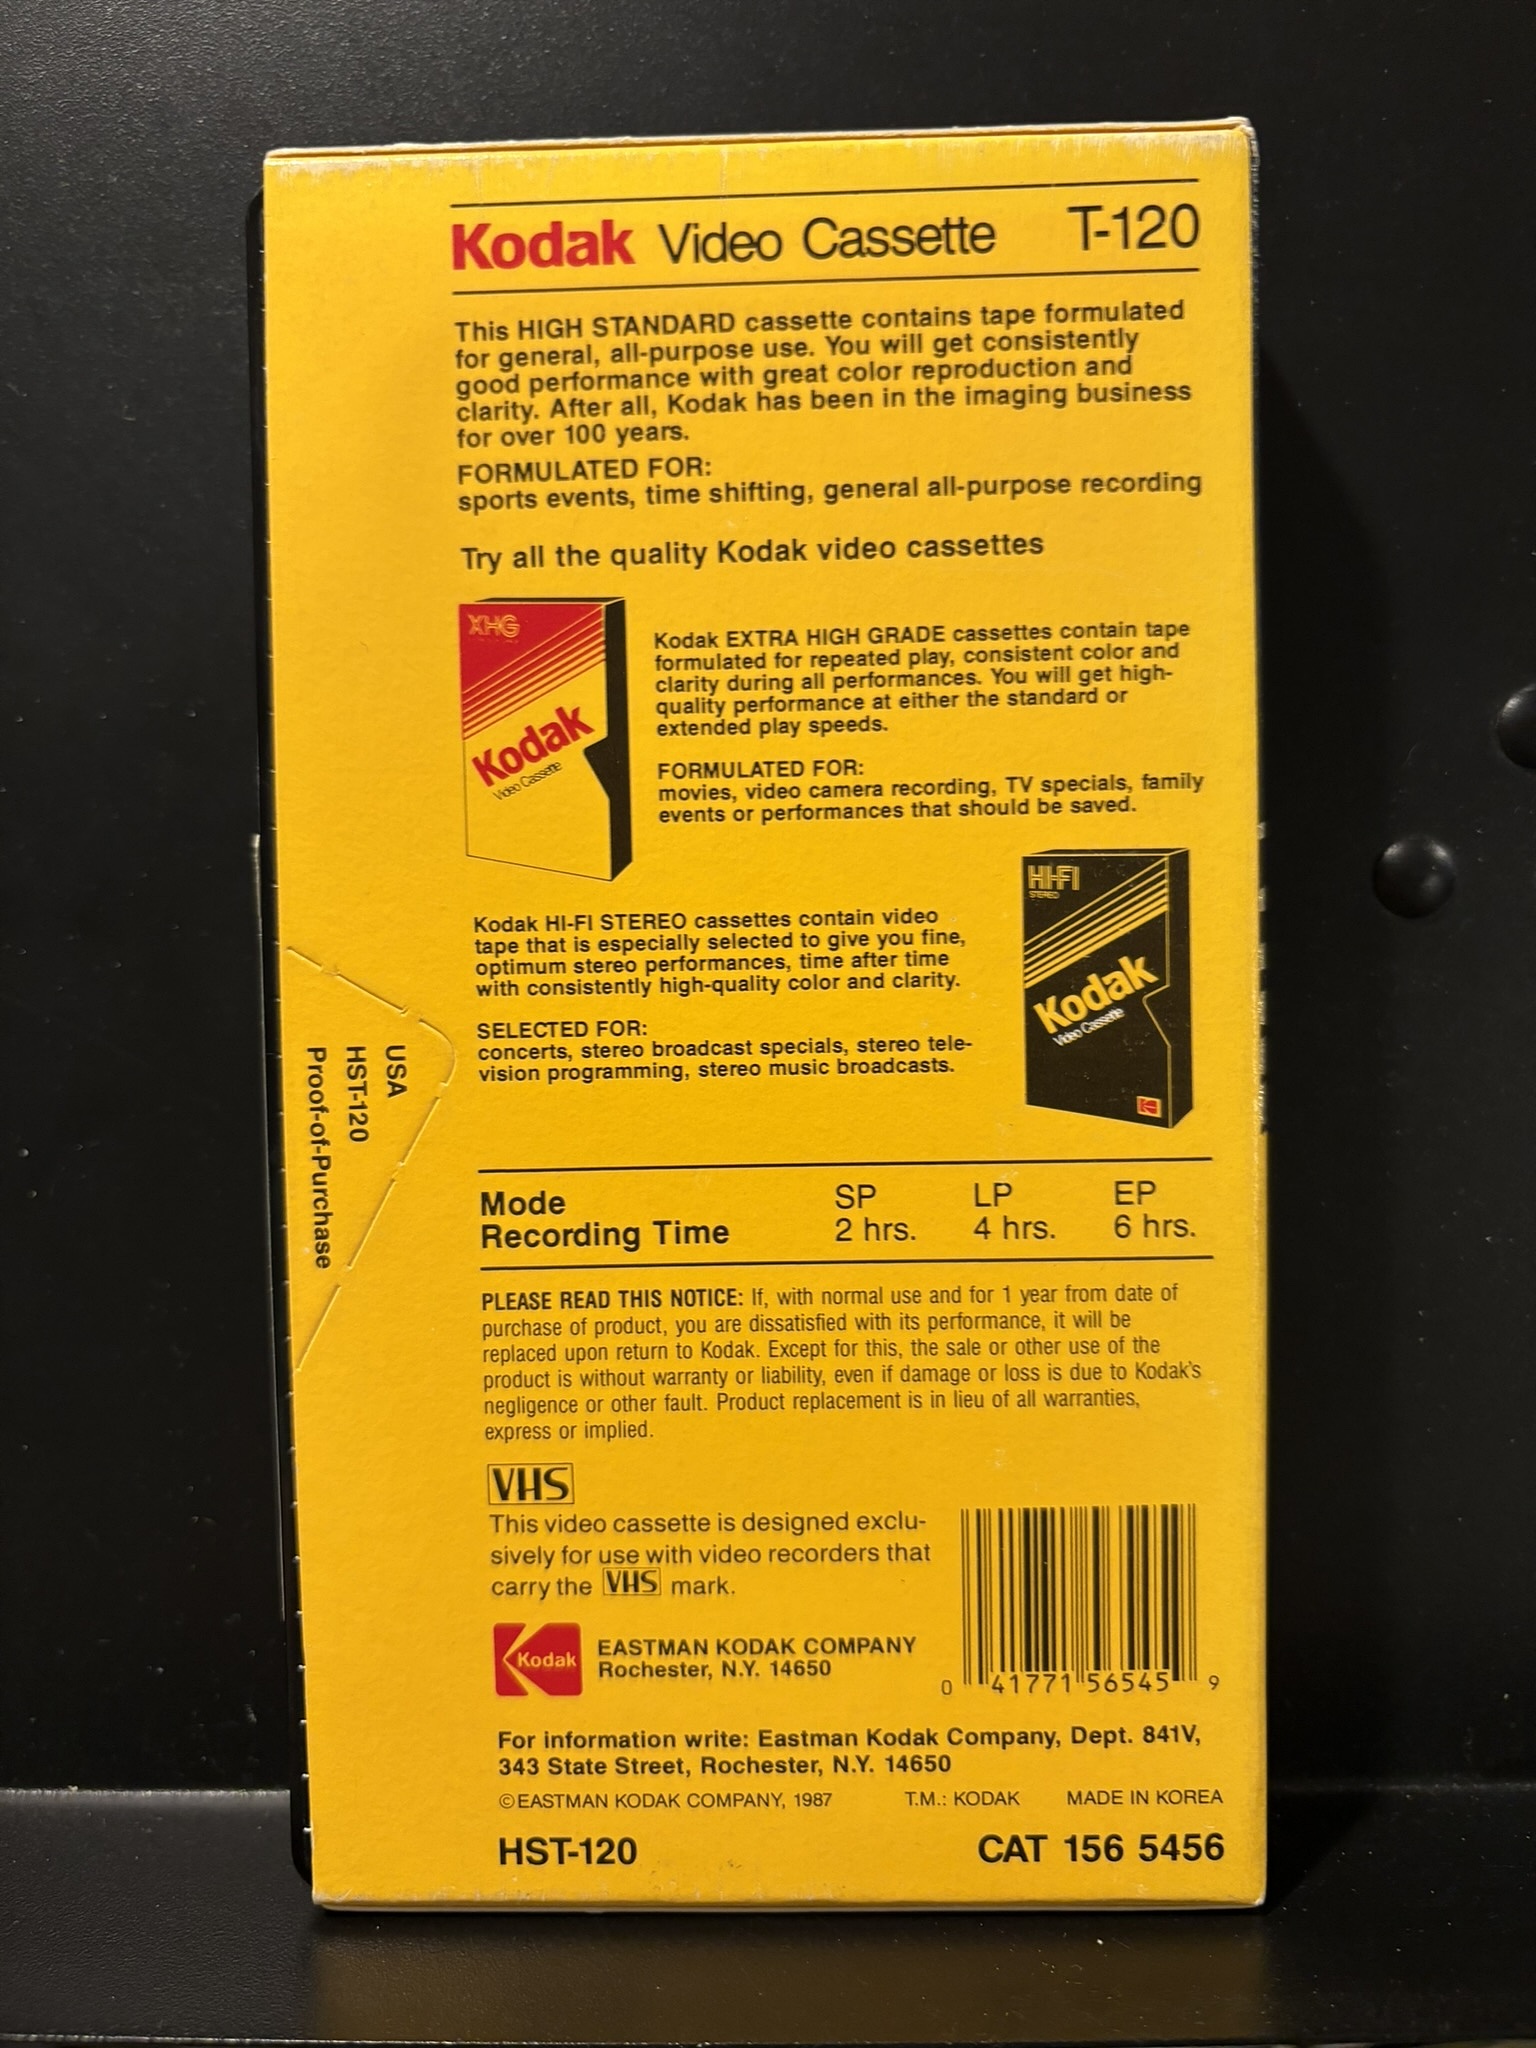 Kodak Video Cassette T-120
This HIGH STANDARD cassette contains tape formulated
for general, all-purpose use. You will get consistently
good performance with great color reproduction and
clarity. After all, Kodak has been in the imaging business
for over 100 years.
FORMULATED FOR:
sports events, time shifting, general all-purpose recording
Try all the quality Kodak video cassettes
XHG
Kodak
Video Cassette
Kodak EXTRA HIGH GRADE cassettes contain tape
formulated for repeated play, consistent color and
clarity during all performances. You will get high-
quality performance at either the standard or
extended play speeds.
FORMULATED FOR:
movies, video camera recording, TV specials, family
events or performances that should be saved.
HI-FI
STEREO
Kodak
Video Cassette
Kodak HI-FI STEREO cassettes contain video
tape that is especially selected to give you fine,
optimum stereo performances, time after time
with consistently high-quality color and clarity.
SELECTED FOR:
concerts, stereo broadcast specials, stereo tele-
vision programming, stereo music broadcasts.
USA
HST-120
Proof-of-Purchase
Mode SP LP EP
Recording Time 2 hrs. 4 hrs. 6 hrs.
PLEASE READ THIS NOTICE: If, with normal use and for 1 year from date of
purchase of product, you are dissatisfied with its performance, it will be
replaced upon return to Kodak. Except for this, the sale or other use of the
product is without warranty or liability, even if damage or loss is due to Kodak's
negligence or other fault. Product replacement is in lieu of all warranties,
express or implied.
VHS
This video cassette is designed exclu-
sively for use with video recorders that
carry the VHS mark.
Kodak
EASTMAN KODAK COMPANY
Rochester, N.Y. 14650
0 41771 56545 9
For information write: Eastman Kodak Company, Dept. 841V,
343 State Street, Rochester, N.Y. 14650
©EASTMAN KODAK COMPANY, 1987 T.M.: KODAK MADE IN KOREA
HST-120 CAT 156 5456